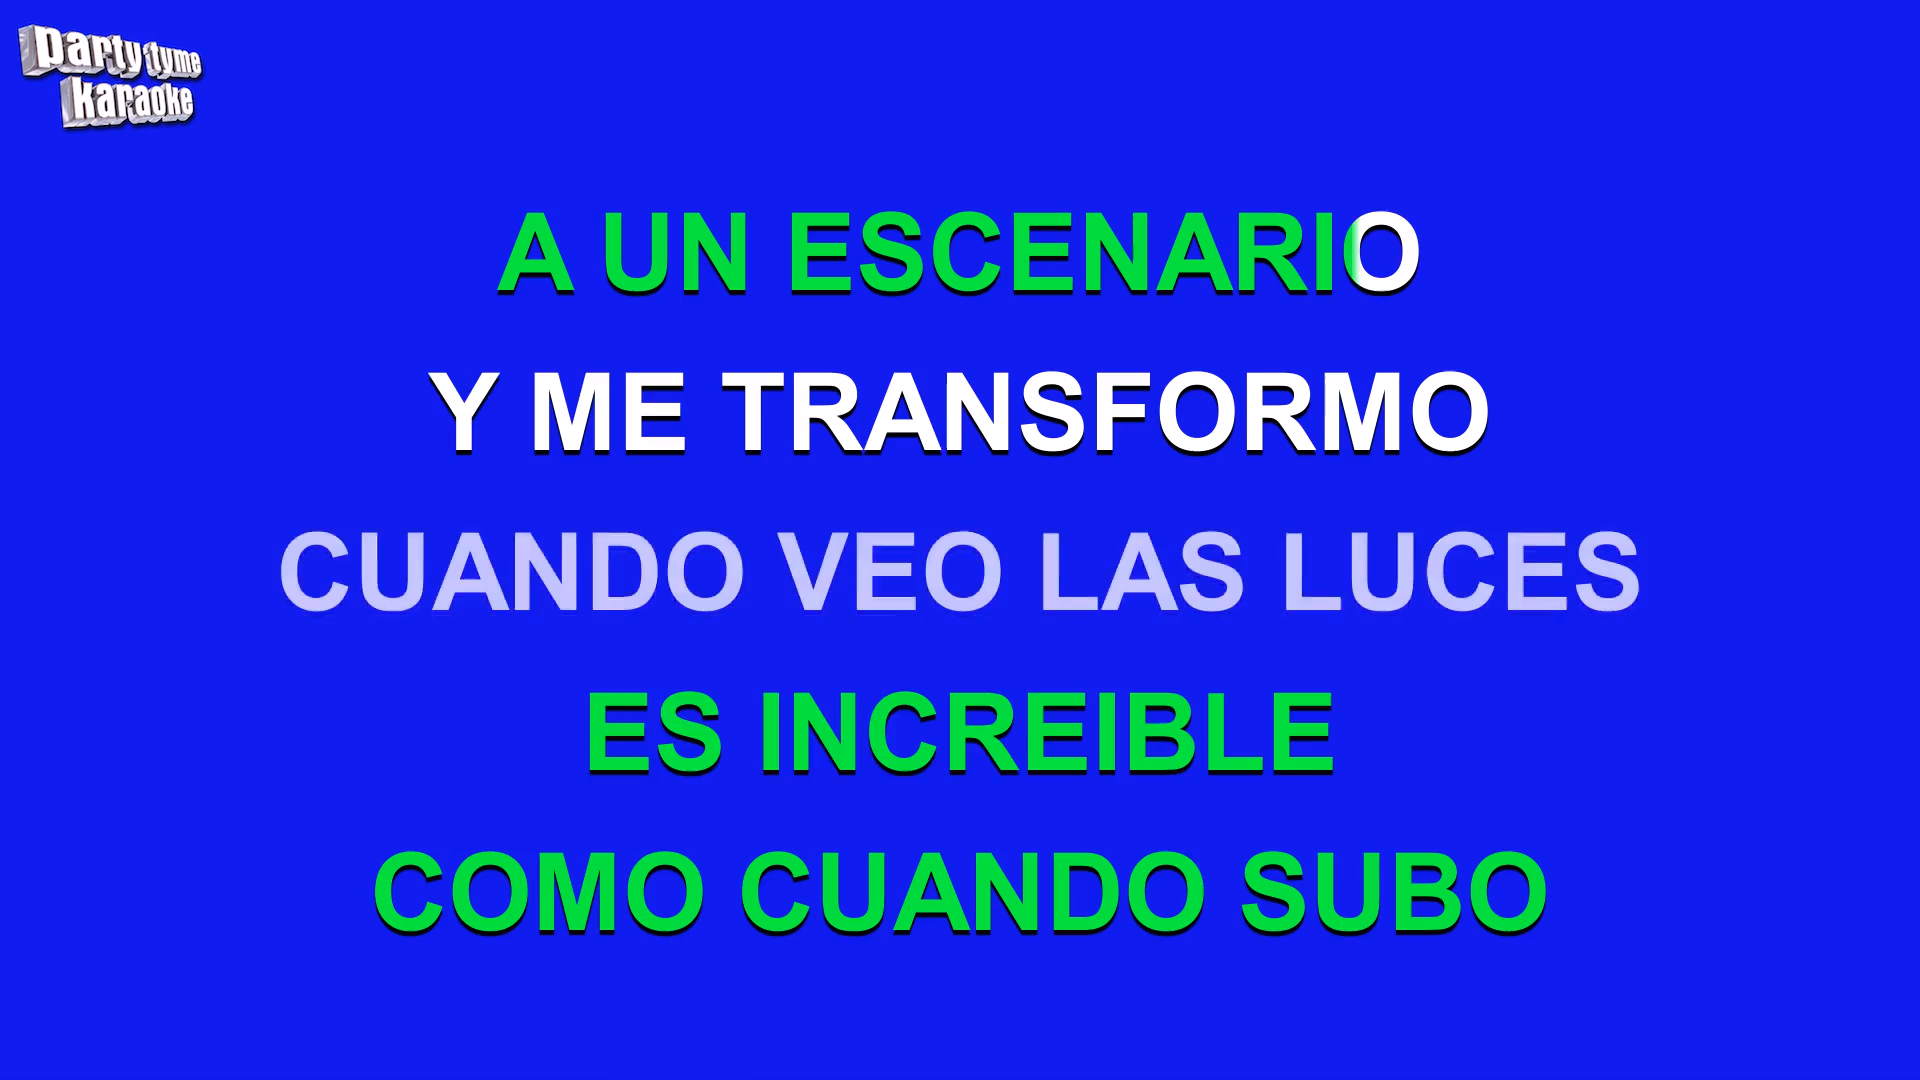 party tyme
karaoke
A UN ESCENARIO
Y ME TRANSFORMO
CUANDO VEO LAS LUCES
ES INCREIBLE
COMO CUANDO SUBO